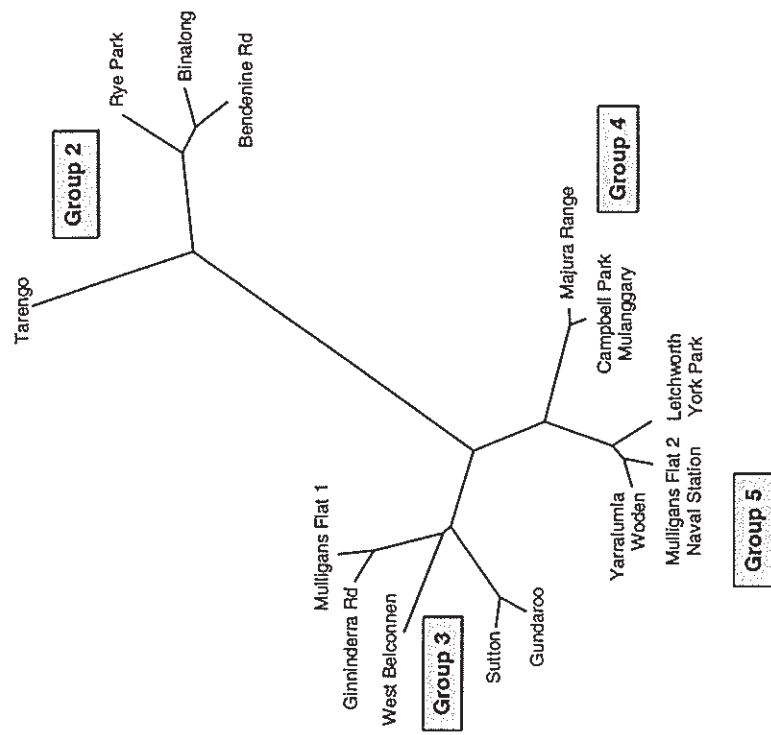 Tarengo
Group 2
Rye Park
Binalong
Bendenine Rd
Mulligans Flat 1
Ginninderra Rd
West Belconnen
Group 3
Sutton
Gundaroo
Majura Range
Group 4
Campbell Park
Mulanggary
Yarralumla
Woden
Letchworth
York Park
Mulligans Flat 2
Naval Station
Group 5